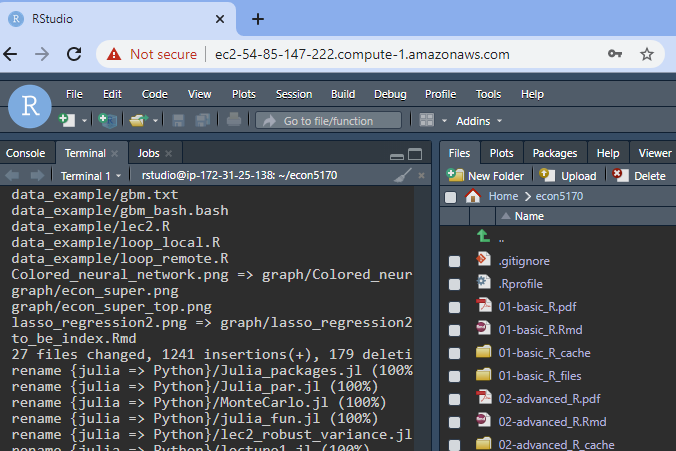 RStudio
Not secure ec2-54-85-147-222.compute-1.amazonaws.com
R
File Edit Code View Plots Session Build Debug Profile Tools Help
Go to file/function Addins
Console Terminal Jobs
Terminal 1 rstudio@ip-172-31-25-138: ~/econ5170
data_example/gbm.txt
data_example/gbm_bash.bash
data_example/lec2.R
data_example/loop_local.R
data_example/loop_remote.R
Colored_neural_network.png => graph/Colored_neur
graph/econ_super.png
graph/econ_super_top.png
lasso_regression2.png => graph/lasso_regression2
to_be_index.Rmd
27 files changed, 1241 insertions(+), 179 deleti
rename {julia => Python}/Julia_packages.jl (100%
rename {julia => Python}/Julia_par.jl (100%)
rename {julia => Python}/MonteCarlo.jl (100%)
rename {julia => Python}/julia_fun.jl (100%)
rename {julia => Python}/lec2_robust_variance.jl
rename {julia => Python}/lecture1.jl (100%)
Files Plots Packages Help Viewer
New Folder Upload Delete
Home econ5170
Name
..
.gitignore
.Rprofile
01-basic_R.pdf
01-basic_R.Rmd
01-basic_R_cache
01-basic_R_files
02-advanced_R.pdf
02-advanced_R.Rmd
02-advanced_R_cache